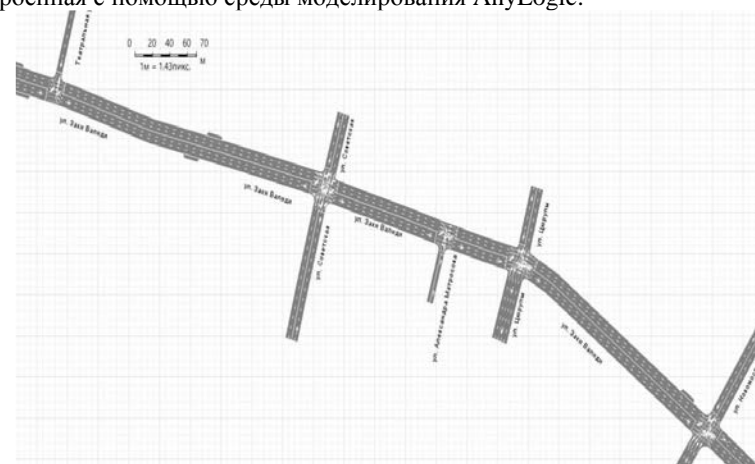 роенная с помощью среды моделирования AnyLogic.
Театральная
0 20 40 60 70
м
1м = 1.43пикс.
ул. Заки Валиди
ул. Советская
ул. Заки Валиди
ул. Заки Валиди
ул. Советская
ул. Цюрупы
ул. Александра Матросова
ул. Цюрупы
ул. Заки Валиди
ул. Новомос